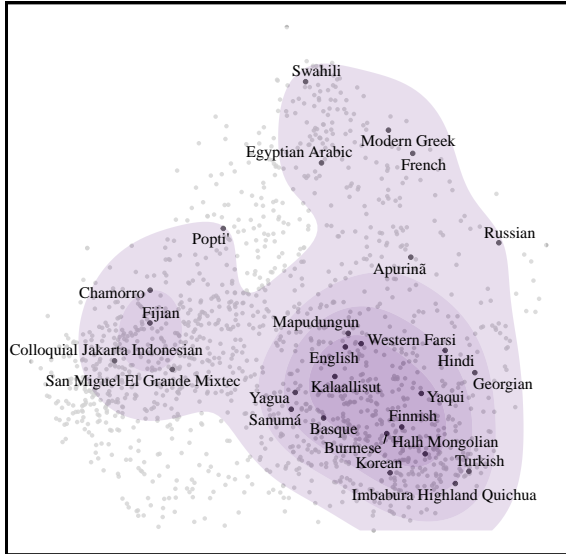 Swahili
Modern Greek
Egyptian Arabic
French
Popti'
Russian
Apurinã
Chamorro
Fijian
Mapudungun
Western Farsi
Colloquial Jakarta Indonesian
English
Hindi
San Miguel El Grande Mixtec
Kalaallisut
Georgian
Yagua
Yaqui
Sanumá
Basque
Finnish
Burmese
Halh Mongolian
Korean
Turkish
Imbabura Highland Quichua